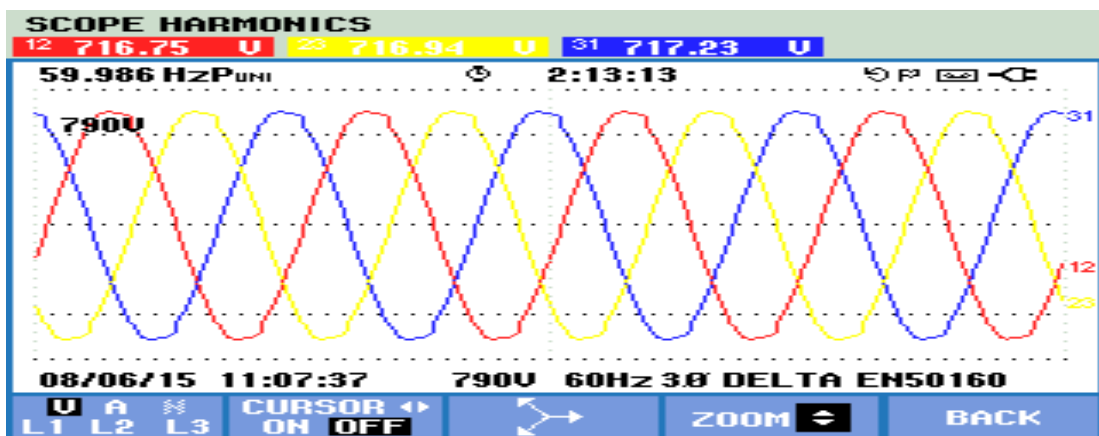 SCOPE HARMONICS
12 716.75 V 23 716.94 V 31 717.23 V
59.986 Hz PUNI 2:13:13
790V
31
12
23
08/06/15 11:07:37 790V 60Hz 3.0 DELTA EN50160
V A CURSOR
L1 L2 L3 ON OFF ZOOM BACK